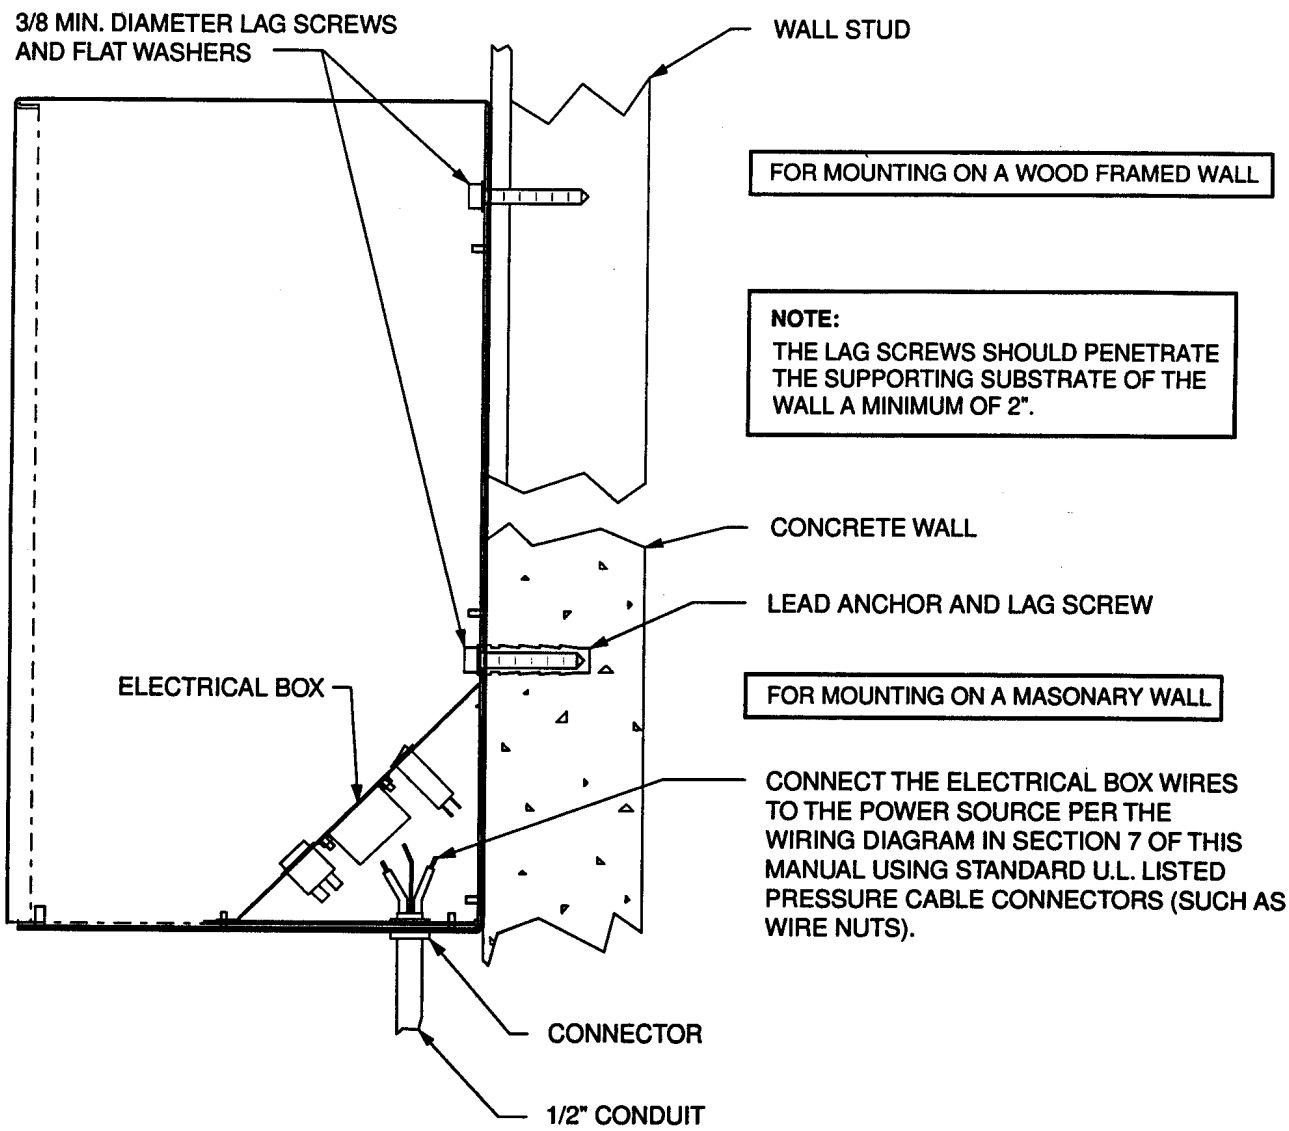 3/8 MIN. DIAMETER LAG SCREWS
AND FLAT WASHERS
WALL STUD
FOR MOUNTING ON A WOOD FRAMED WALL
NOTE:
THE LAG SCREWS SHOULD PENETRATE
THE SUPPORTING SUBSTRATE OF THE
WALL A MINIMUM OF 2".
CONCRETE WALL
LEAD ANCHOR AND LAG SCREW
ELECTRICAL BOX
FOR MOUNTING ON A MASONARY WALL
CONNECT THE ELECTRICAL BOX WIRES
TO THE POWER SOURCE PER THE
WIRING DIAGRAM IN SECTION 7 OF THIS
MANUAL USING STANDARD U.L. LISTED
PRESSURE CABLE CONNECTORS (SUCH AS
WIRE NUTS).
CONNECTOR
1/2" CONDUIT